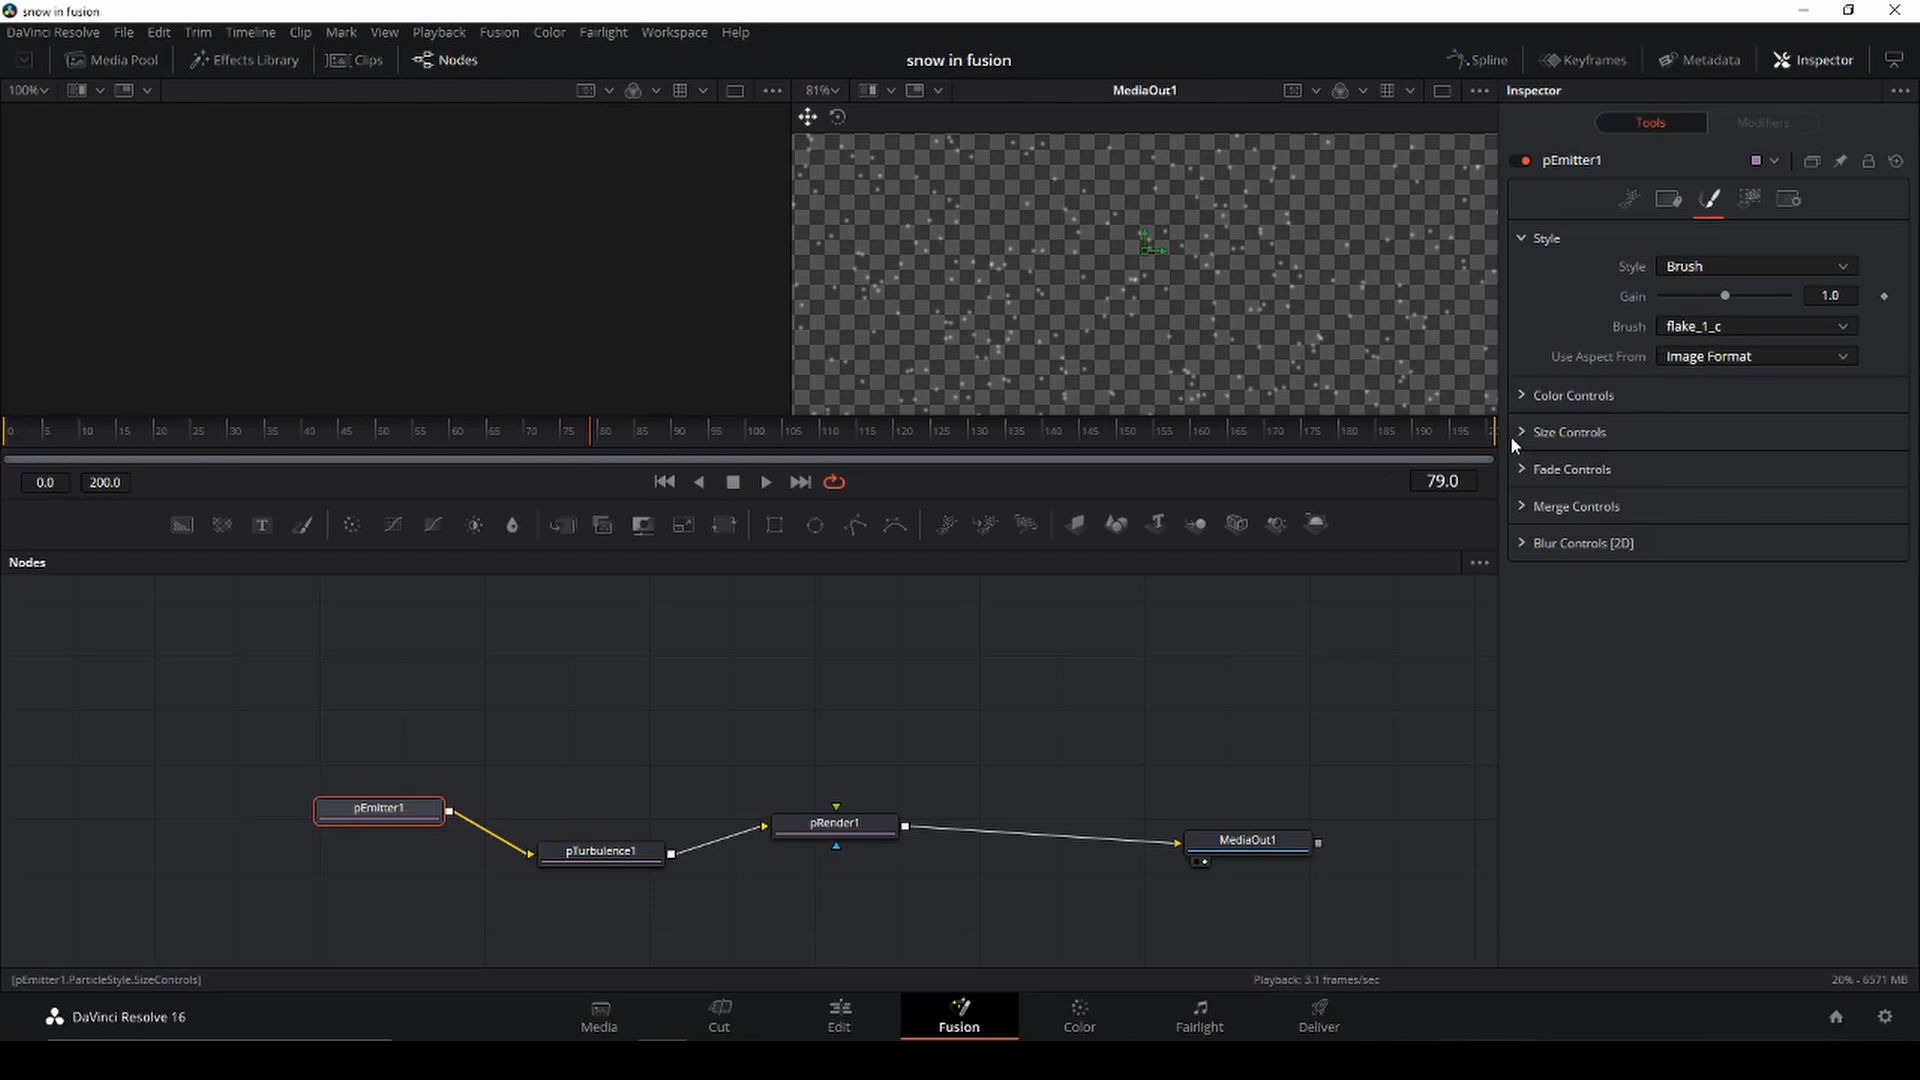 snow in fusion
DaVinci Resolve File Edit Trim Timeline Clip Mark View Playback Fusion Color Fairlight Workspace Help
Media Pool Effects Library Clips Nodes snow in fusion Spline Keyframes Metadata Inspector
100% 81% MediaOut1 Inspector
Tools Modifiers
pEmitter1
Style
Style Brush
Gain 1.0
Brush flake_1_c
Use Aspect From Image Format
Color Controls
Size Controls
Fade Controls
Merge Controls
Blur Controls [2D]
0 5 10 15 20 25 30 35 40 45 50 55 60 65 70 75 80 85 90 95 100 105 110 115 120 125 130 135 140 145 150 155 160 165 170 175 180 185 190 195
0.0 200.0 79.0
T
Nodes
pEmitter1
pTurbulence1
pRender1
MediaOut1
[pEmitter1.ParticleStyle.SizeControls] Playback: 3.1 frames/sec 20% - 6571 MB
DaVinci Resolve 16 Media Cut Edit Fusion Color Fairlight Deliver